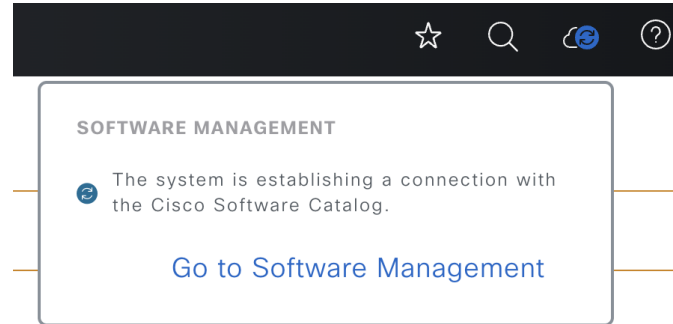 SOFTWARE MANAGEMENT
The system is establishing a connection with
the Cisco Software Catalog.
Go to Software Management